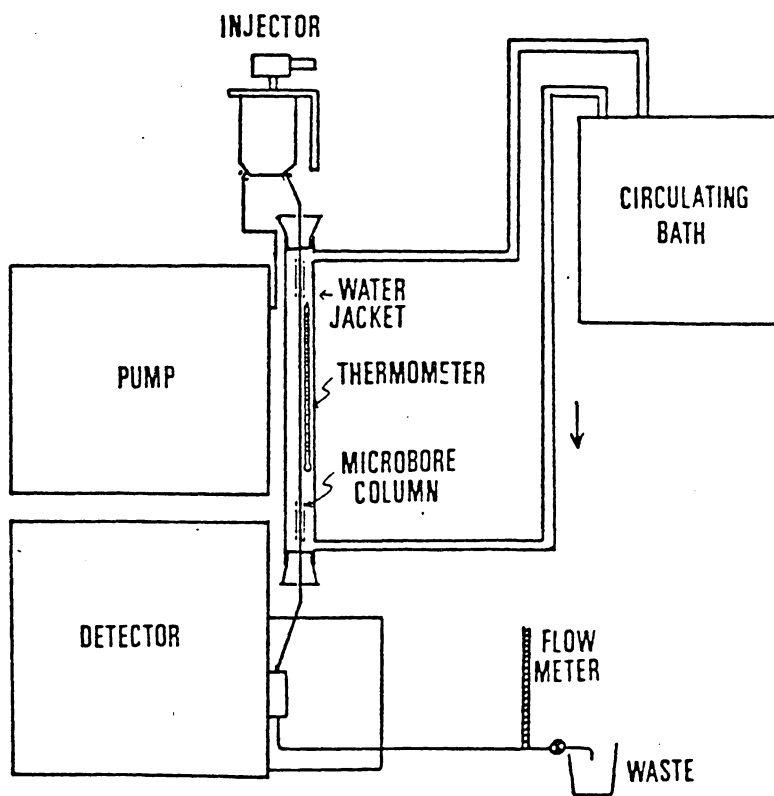 INJECTOR
CIRCULATING
BATH
WATER
JACKET
PUMP
THERMOMETER
MICROBORE
COLUMN
DETECTOR
FLOW
METER
WASTE